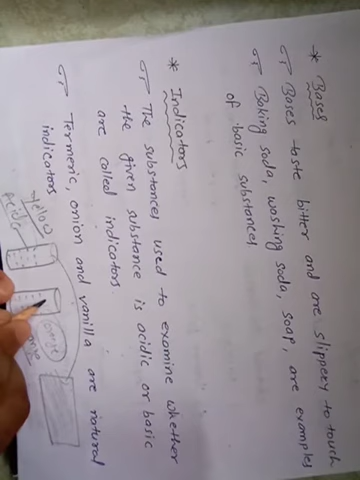 * Bases
Bases taste bitter and are slippery to touch
Baking soda, washing soda, soap, are examples
of basic substances
* Indicators
The substances used to examine whether
the given substance is acidic or basic
are called indicators.
Termeric, onion and vanilla are natural
indicators
yellow